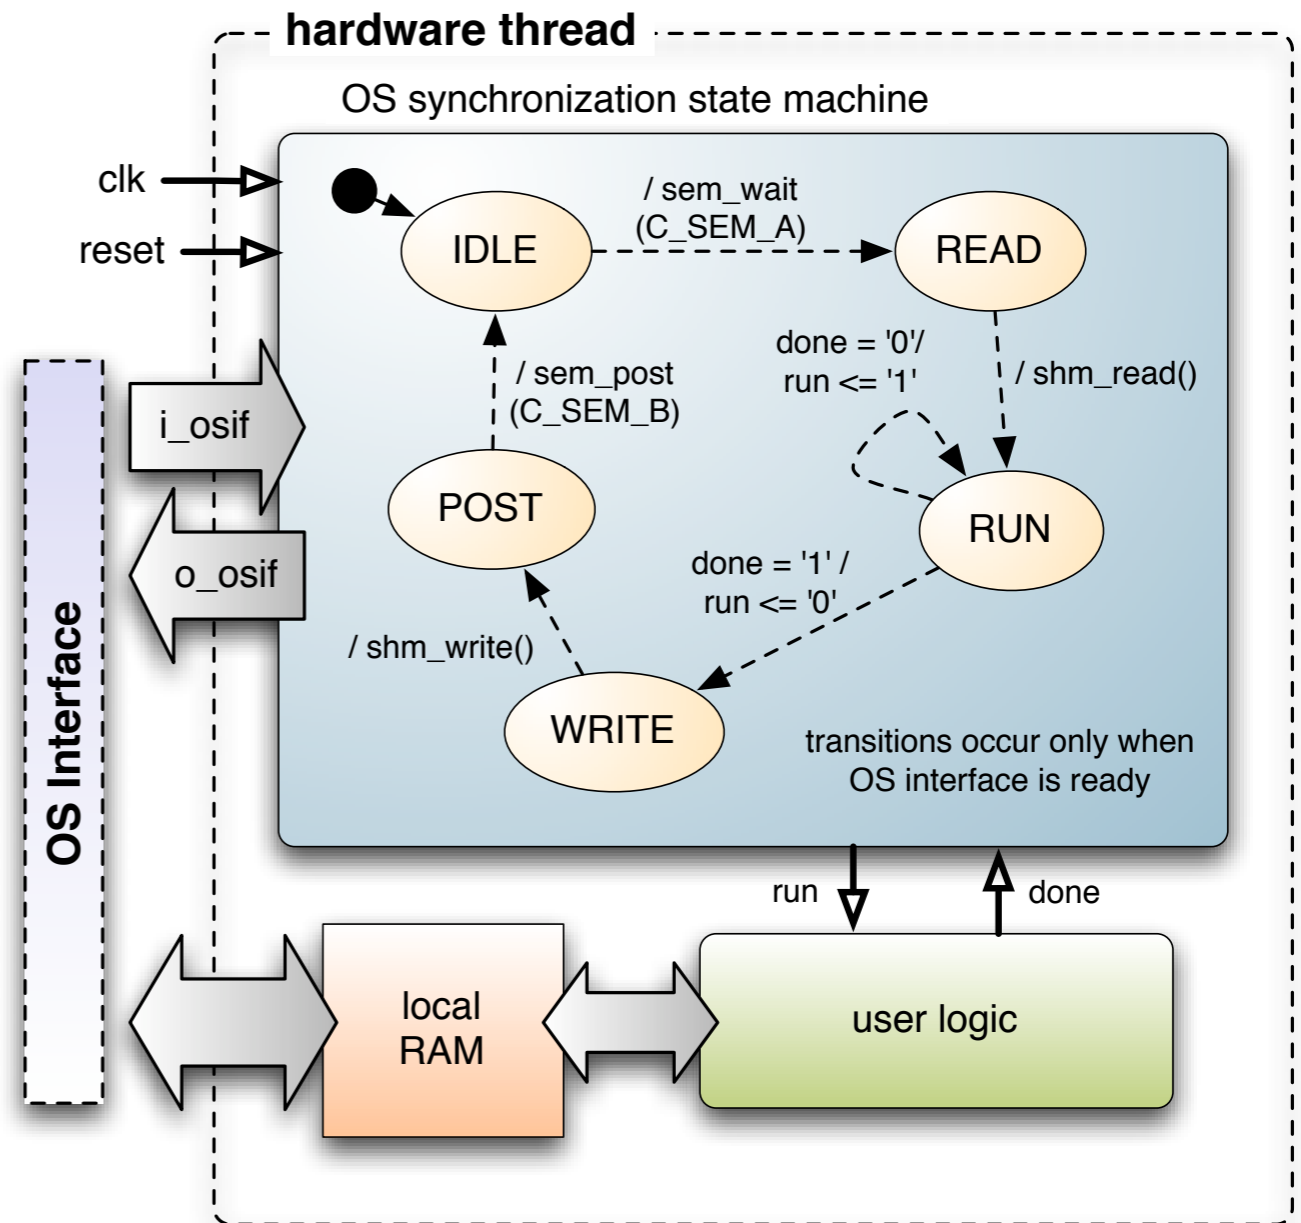 hardware thread
OS synchronization state machine
clk
reset
/ sem_wait
(C_SEM_A)
IDLE
READ
done = '0'/
run <= '1'
/ shm_read()
/ sem_post
(C_SEM_B)
i_osif
POST
RUN
o_osif
done = '1' /
run <= '0'
/ shm_write()
WRITE
transitions occur only when
OS interface is ready
OS Interface
run
done
local
RAM
user logic